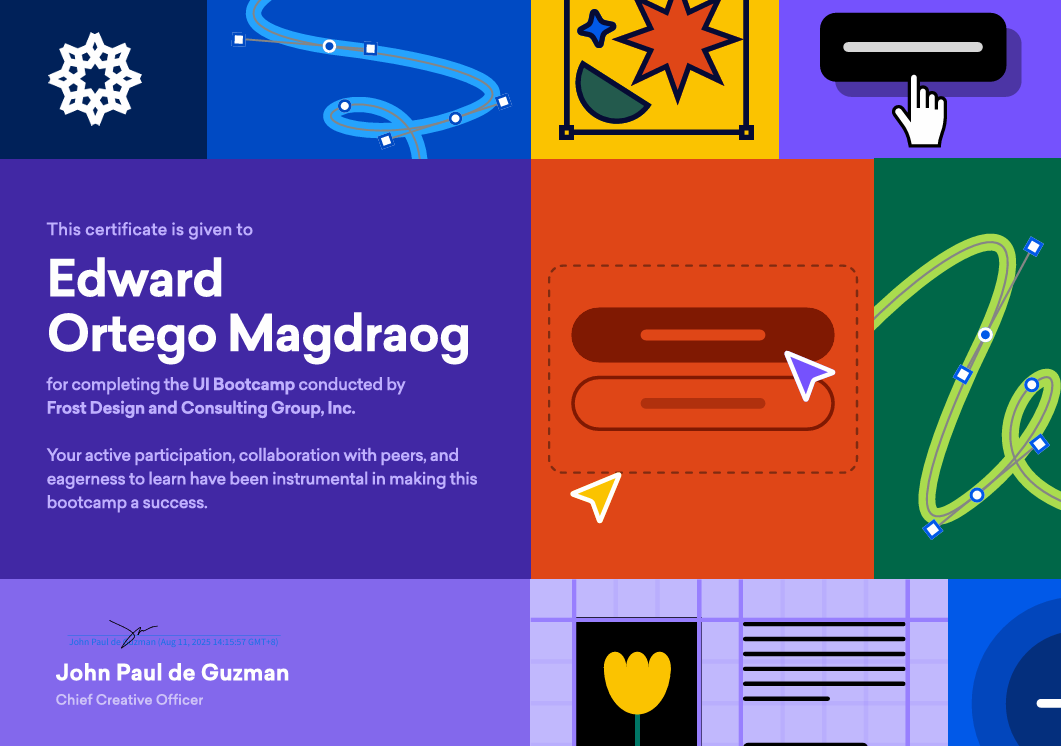 This certificate is given to
Edward
Ortego Magdraog
for completing the UI Bootcamp conducted by
Frost Design and Consulting Group, Inc.
Your active participation, collaboration with peers, and
eagerness to learn have been instrumental in making this
bootcamp a success.
John Paul de Guzman (Aug 11, 2025 14:15:57 GMT+8)
John Paul de Guzman
Chief Creative Officer